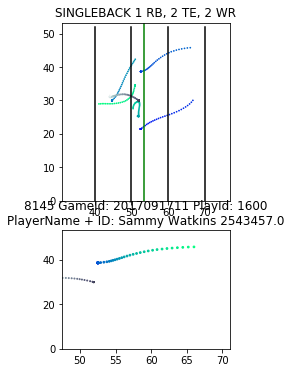 SINGLEBACK 1 RB, 2 TE, 2 WR
50
40
30
20
10
0
40 50 60 70
8145 GameId: 2017091711 PlayId: 1600
PlayerName + ID: Sammy Watkins 2543457.0
40
20
0
50 55 60 65 70